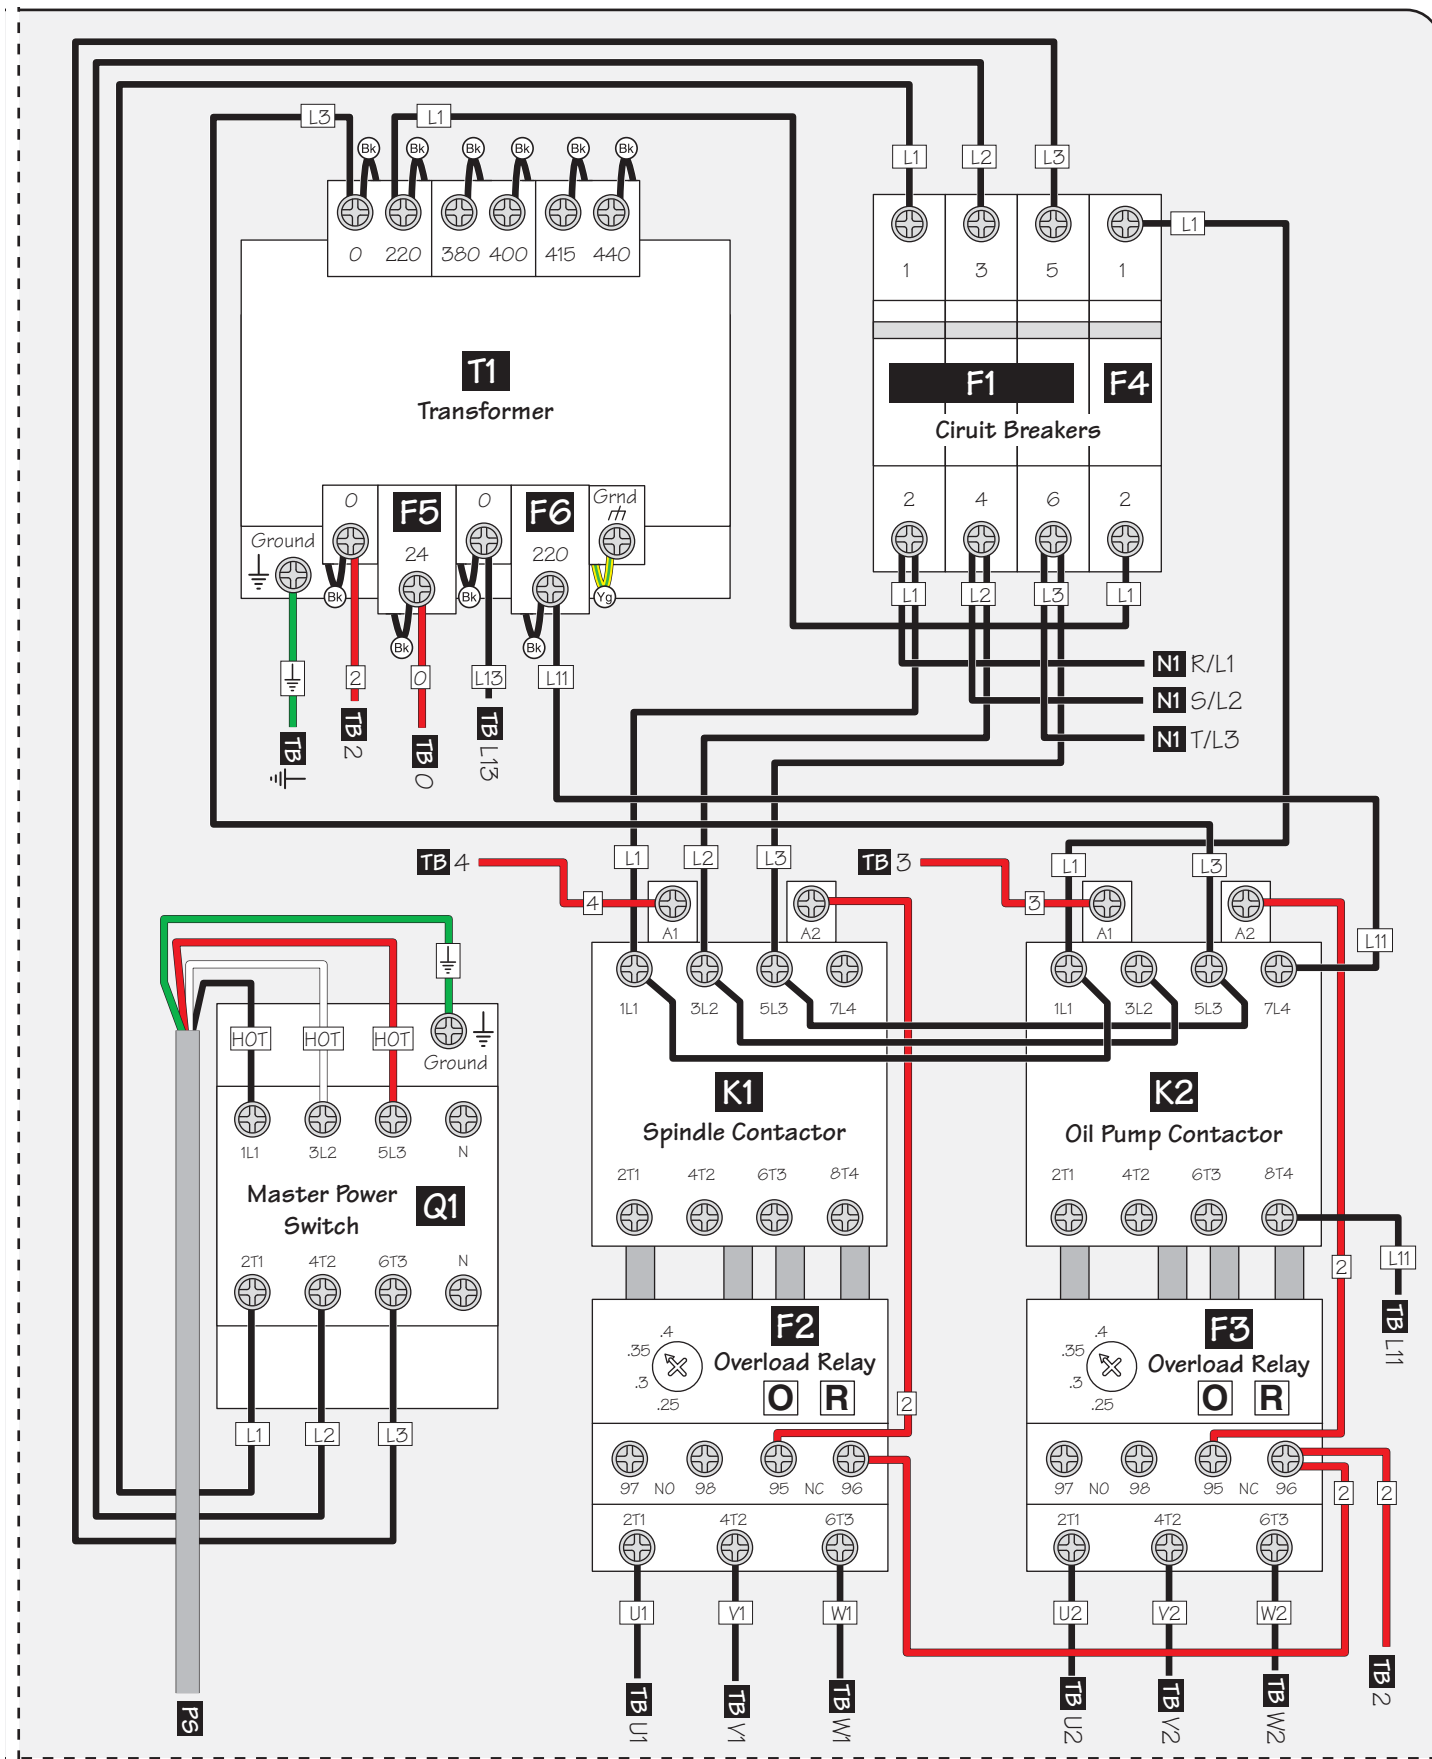 L3 L1
Bk Bk Bk Bk Bk Bk
L1 L2 L3
0 220 380 400 415 440
L1
1 3 5 1
T1
Transformer
F1 F4
Ciruit Breakers
0 F5 0 F6 Grnd
2 4 6 2
Ground 24 220
Bk Bk Yg
Bk Bk
L1 L2 L3 L1
2 0 L13 L11
N1 R/L1
N1 S/L2
N1 T/L3
TB
TB 2
TB 0
TB L13
TB 4
TB 3
L1 L2 L3
L1 L3
4 A1 A2
3 A1 A2
L11
1L1 3L2 5L3 7L4
1L1 3L2 5L3 7L4
HOT HOT HOT
Ground
K1
Spindle Contactor
K2
Oil Pump Contactor
1L1 3L2 5L3 N
Master Power
Switch
Q1
2T1 4T2 6T3 N
2T1 4T2 6T3 8T4
2T1 4T2 6T3 8T4
2
L11
TB L11
F2
Overload Relay
O R
.4
.35
.3
.25
F3
Overload Relay
O R
.4
.35
.3
.25
2
L1 L2 L3
97 NO 98 95 NC 96
97 NO 98 95 NC 96
2 2
2T1 4T2 6T3
2T1 4T2 6T3
U1 V1 W1
U2 V2 W2
PS
TB U1
TB V1
TB W1
TB U2
TB V2
TB W2
TB 2